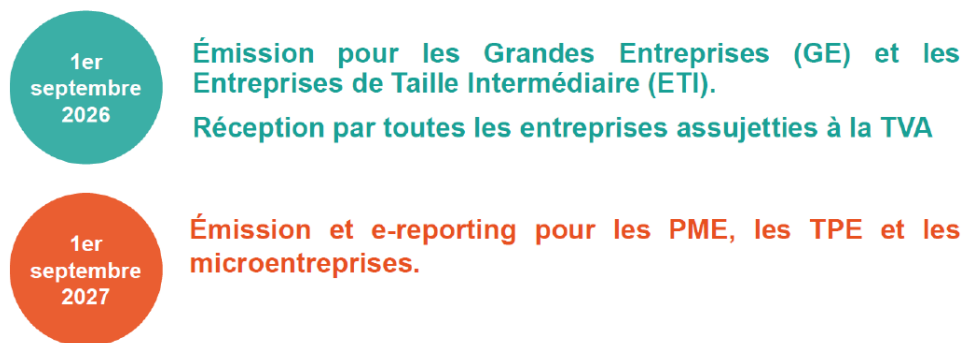 1er
septembre
2026
Émission pour les Grandes Entreprises (GE) et les
Entreprises de Taille Intermédiaire (ETI).
Réception par toutes les entreprises assujetties à la TVA
1er
septembre
2027
Émission et e-reporting pour les PME, les TPE et les
microentreprises.